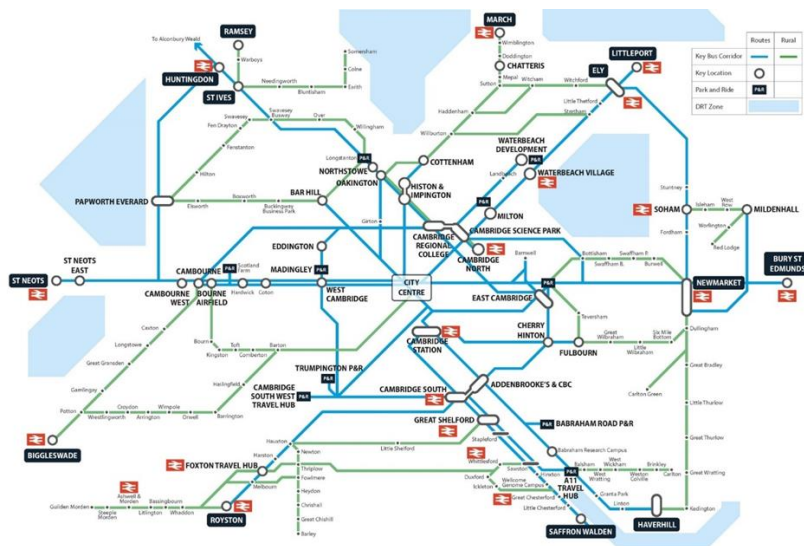 MARCH
Wimblington
Doddington
CHATTERIS
Mepal
Sutton
Witcham
Witchford
ELY
LITTLEPORT
Little Thetford
Stretham
Haddenham
Wilburton
RAMSEY
To Alconbury Weald
Warboys
HUNTINGDON
ST IVES
Needingworth
Bluntisham
Somersham
Colne
Earith
Routes
Rural
Key Bus Corridor
Key Location
Park and Ride
P&R
DRT Zone
Swavesey
Fen Drayton
Fenstanton
Hilton
Swavesey
Busway
Over
Willingham
Longstanton
P&R
NORTHSTOWE
OAKINGTON
COTTENHAM
HISTON &
IMPINGTON
WATERBEACH
DEVELOPMENT
P&R
Landbeach
WATERBEACH VILLAGE
MILTON
PAPWORTH EVERARD
Elsworth
Boxworth
Buckingway
Business Park
BAR HILL
Girton
CAMBRIDGE
REGIONAL
COLLEGE
CAMBRIDGE SCIENCE PARK
CAMBRIDGE
NORTH
Stuntney
SOHAM
Isleham
West
Row
MILDENHALL
Worlington
Red Lodge
Fordham
ST NEOTS
ST NEOTS
EAST
CAMBOURNE
CAMBOURNE
WEST
BOURN
AIRFIELD
P&R
Scotland
Farm
Hardwick
Coton
EDDINGTON
MADINGLEY
P&R
WEST
CAMBRIDGE
CITY
CENTRE
EAST CAMBRIDGE
Barnwell
P&R
Bottisham
Swaffham B.
Swaffham P.
Burwell
NEWMARKET
BURY ST
EDMUNDS
Caxton
Longstowe
Great Gransden
Gamlingay
Potton
BIGGLESWADE
Bourn
Kingston
Toft
Comberton
Barton
Haslingfield
Barrington
Wrestlingworth
Croydon
Arrington
Wimpole
Orwell
TRUMPINGTON P&R
P&R
CAMBRIDGE
SOUTH WEST
TRAVEL HUB
P&R
CAMBRIDGE
STATION
CAMBRIDGE SOUTH
ADDENBROOKE'S & CBC
GREAT SHELFORD
CHERRY
HINTON
FULBOURN
Teversham
Great
Wilbraham
Little
Wilbraham
Six Mile
Bottom
Dullingham
Great Bradley
Carlton Green
Little Thurlow
Great Thurlow
Great Wratting
Kedington
P&R
BABRAHAM ROAD P&R
Babraham Research Campus
Stapleford
Little Shelford
Hauxton
Harston
Newton
FOXTON TRAVEL HUB
Thriplow
Fowlmere
Melbourn
Heydon
Chrishall
Great Chishill
Barley
ROYSTON
Ashwell &
Morden
Bassingbourn
Guilden Morden
Steeple
Morden
Litlington
Whaddon
Whittlesford
Sawston
Duxford
Ickleton
Wellcome
Genome Campus
Great Chesterford
Little Chesterford
SAFFRON WALDEN
Hinxton
P&R
A11
TRAVEL
HUB
Balsham
West
Wratting
West
Wickham
Weston
Colville
Brinkley
Carlton
Granta Park
Linton
HAVERHILL